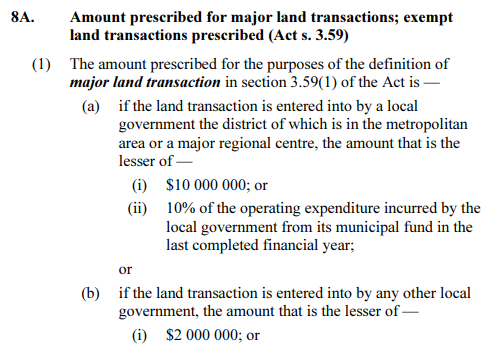 8A. Amount prescribed for major land transactions; exempt
land transactions prescribed (Act s. 3.59)
(1) The amount prescribed for the purposes of the definition of
major land transaction in section 3.59(1) of the Act is —
(a) if the land transaction is entered into by a local
government the district of which is in the metropolitan
area or a major regional centre, the amount that is the
lesser of —
(i) $10 000 000; or
(ii) 10% of the operating expenditure incurred by the
local government from its municipal fund in the
last completed financial year;
or
(b) if the land transaction is entered into by any other local
government, the amount that is the lesser of —
(i) $2 000 000; or